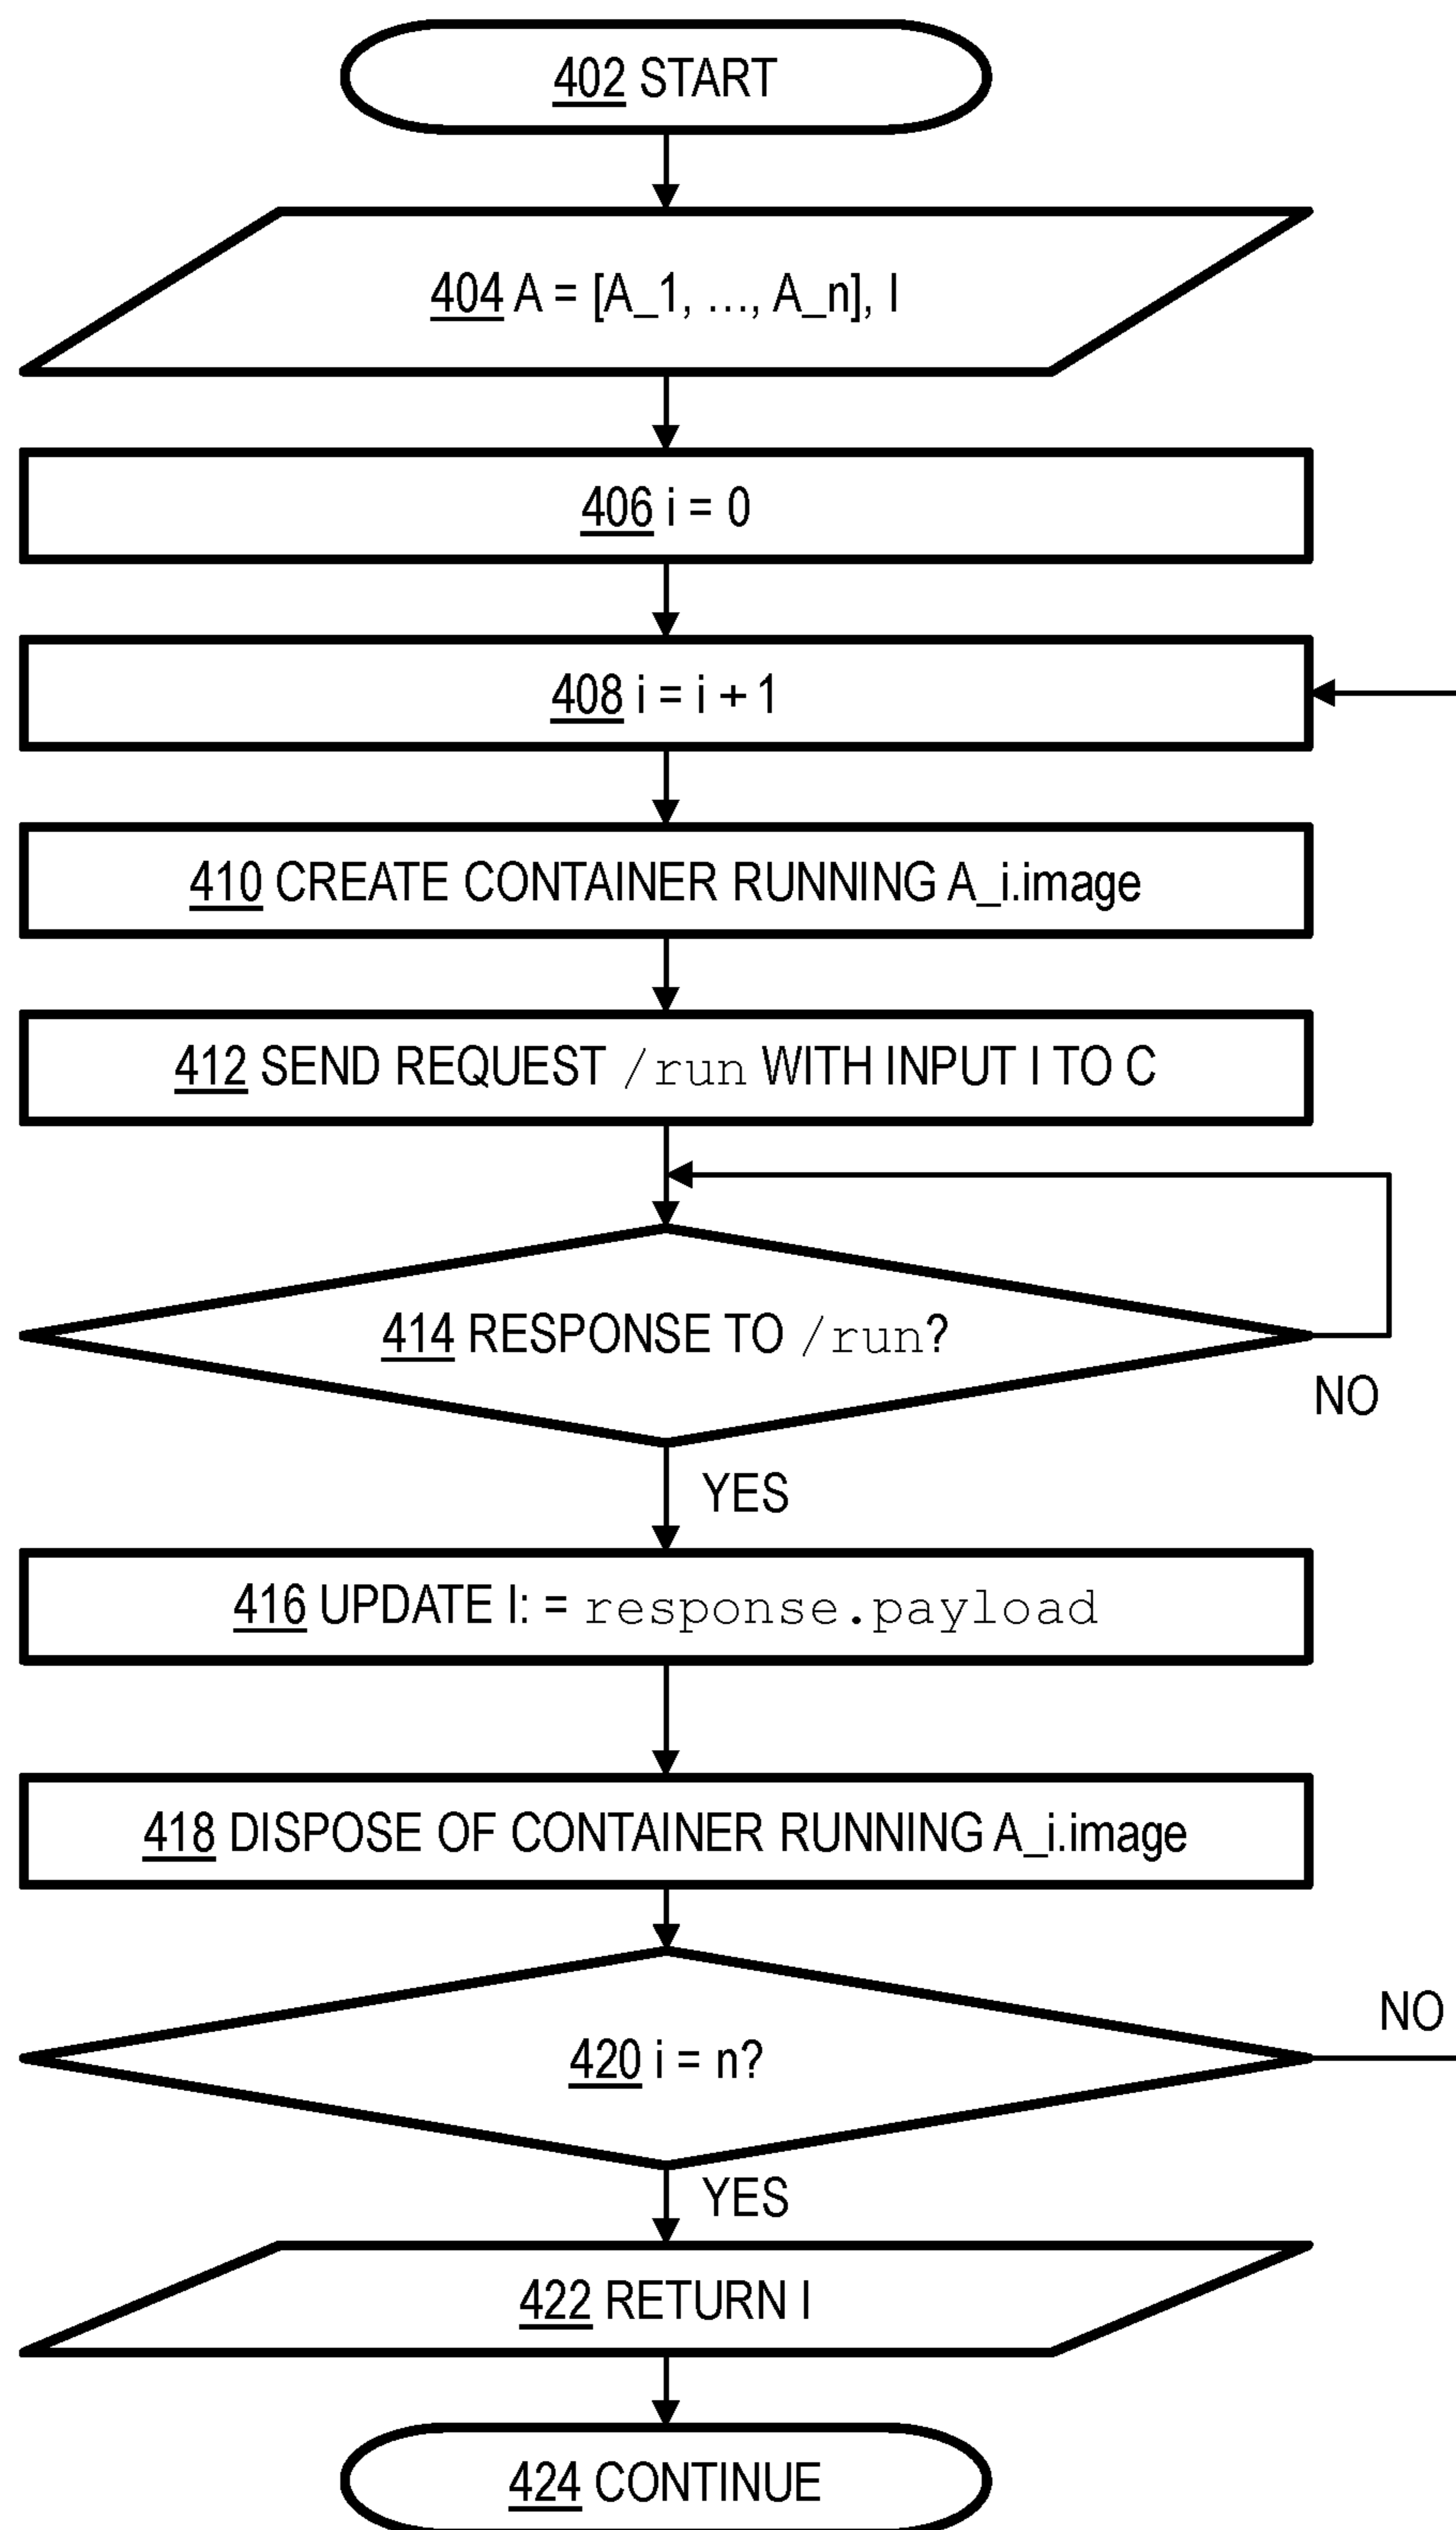 402 START
404 A = [A_1, ..., A_n], I
406 i = 0
408 i = i + 1
410 CREATE CONTAINER RUNNING A_i.image
412 SEND REQUEST /run WITH INPUT I TO C
414 RESPONSE TO /run?
NO
YES
416 UPDATE I: = response.payload
418 DISPOSE OF CONTAINER RUNNING A_i.image
NO
420 i = n?
YES
422 RETURN I
424 CONTINUE